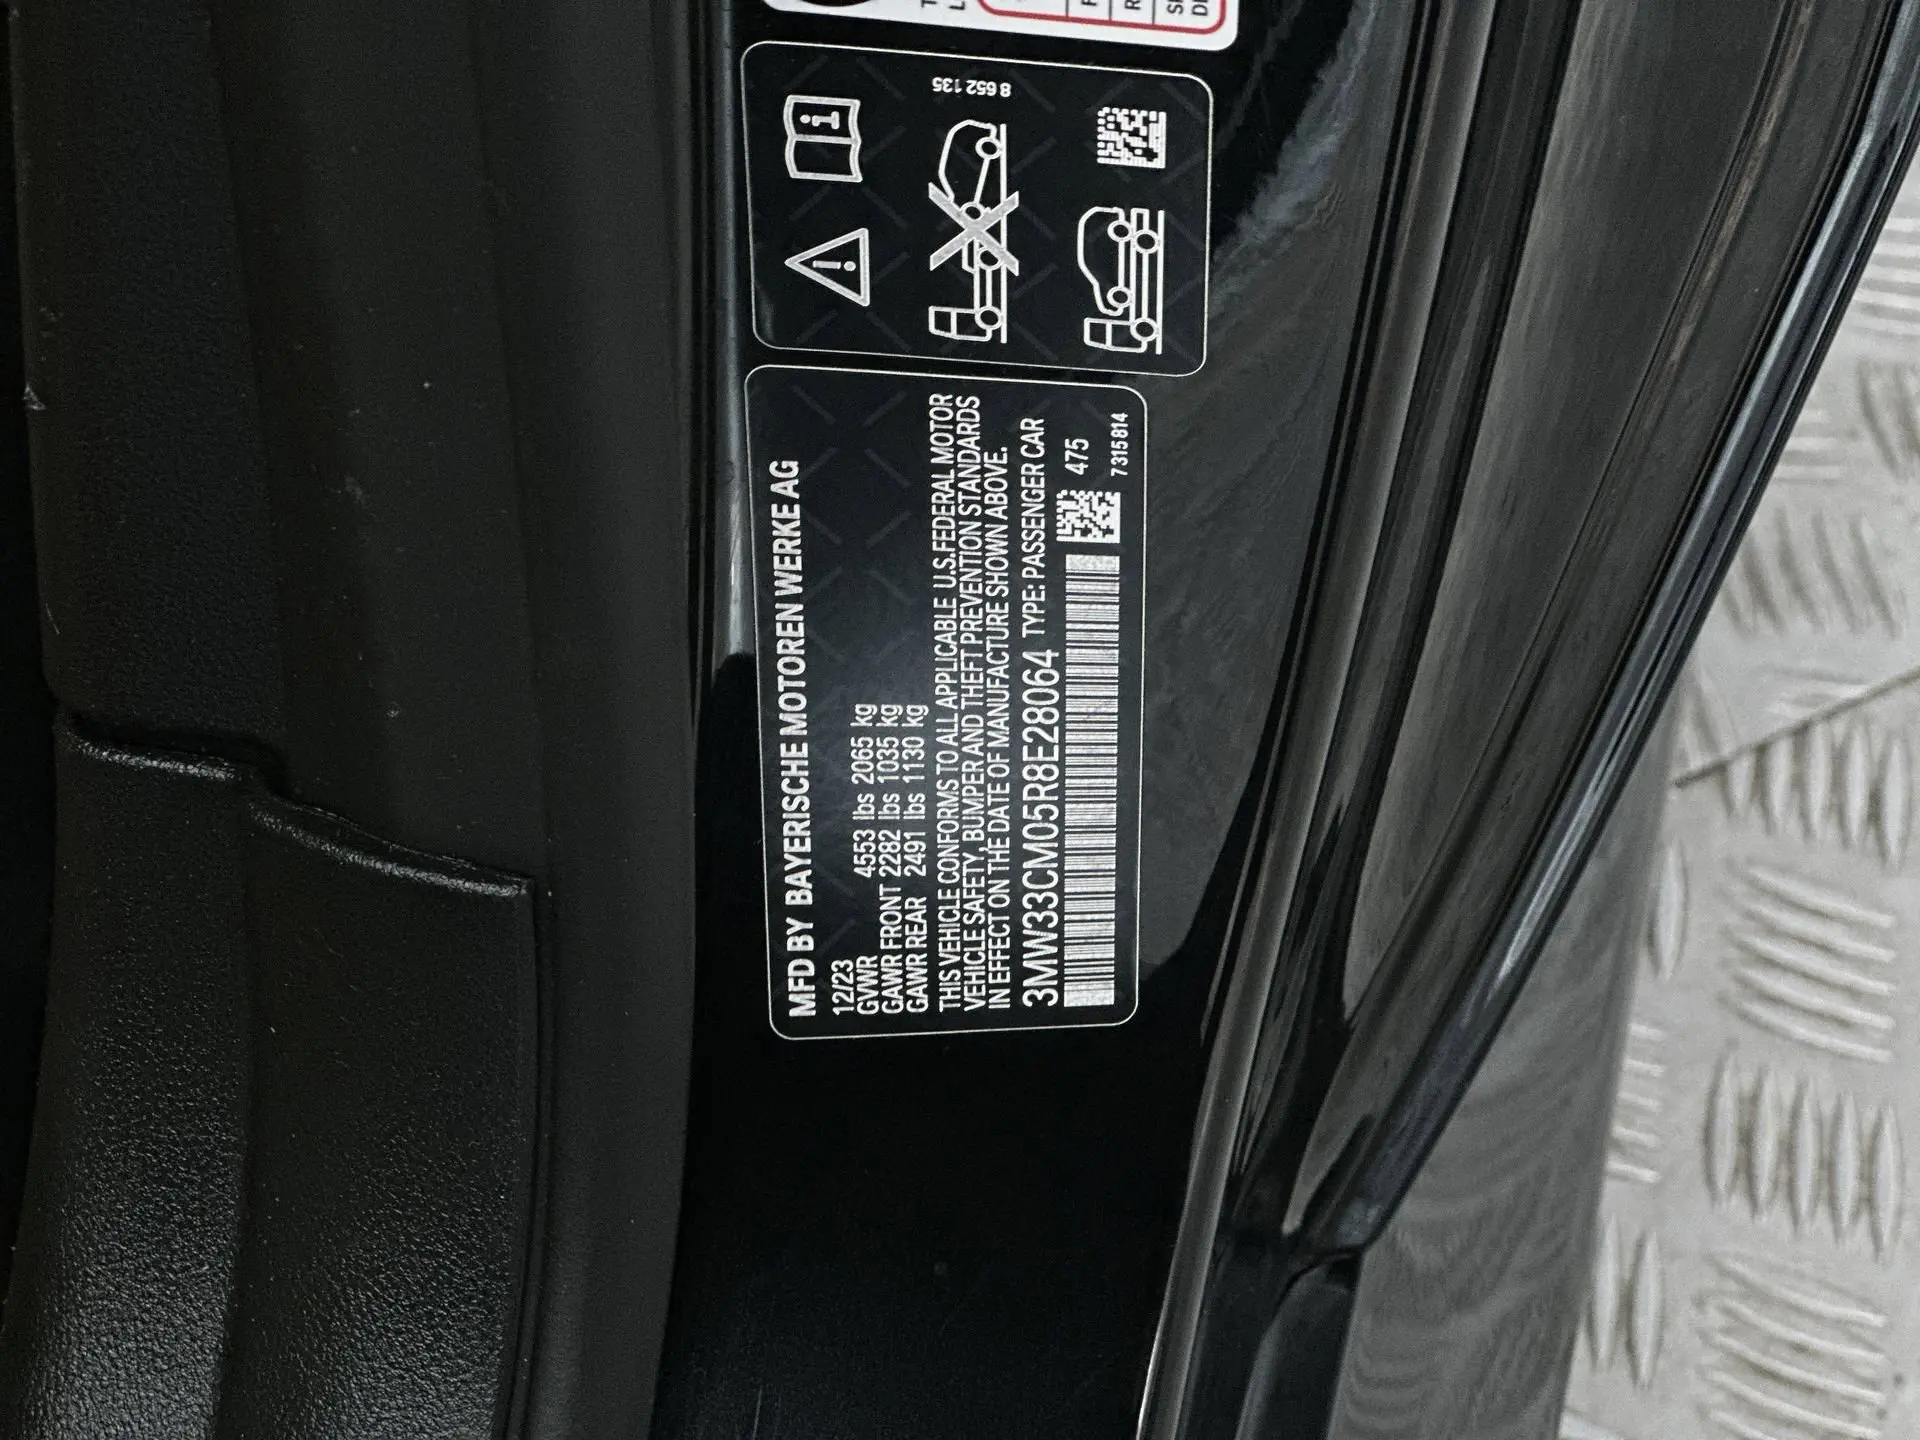 8 652 135
MFD BY BAYERISCHE MOTOREN WERKE AG
12/23
GVWR 4553 lbs 2065 kg
GAWR FRONT 2282 lbs 1035 kg
GAWR REAR 2491 lbs 1130 kg
THIS VEHICLE CONFORMS TO ALL APPLICABLE U.S.FEDERAL MOTOR
VEHICLE SAFETY, BUMPER AND THEFT PREVENTION STANDARDS
IN EFFECT ON THE DATE OF MANUFACTURE SHOWN ABOVE.
3MW33CM05R8E28064 TYPE: PASSENGER CAR
475
7315814